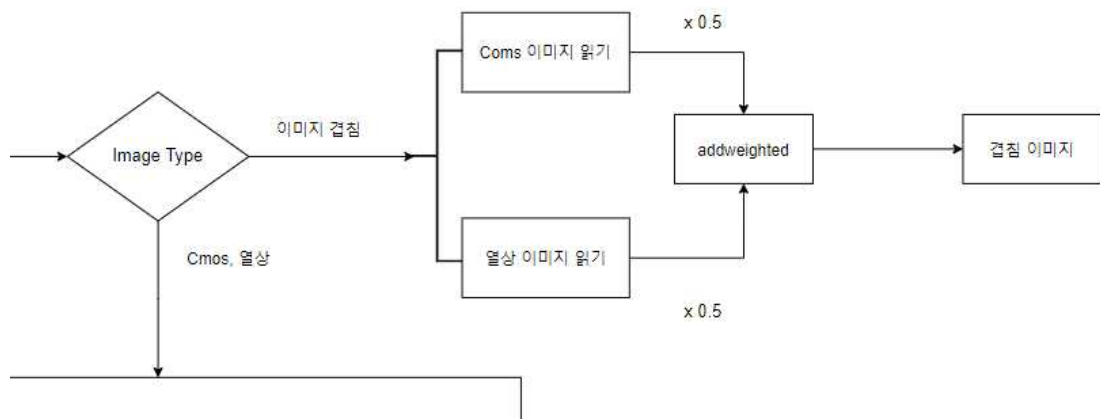 x 0.5
Coms 이미지 읽기
이미지 겹침
Image Type
addweighted
겹침 이미지
Cmos, 열상
열상 이미지 읽기
x 0.5